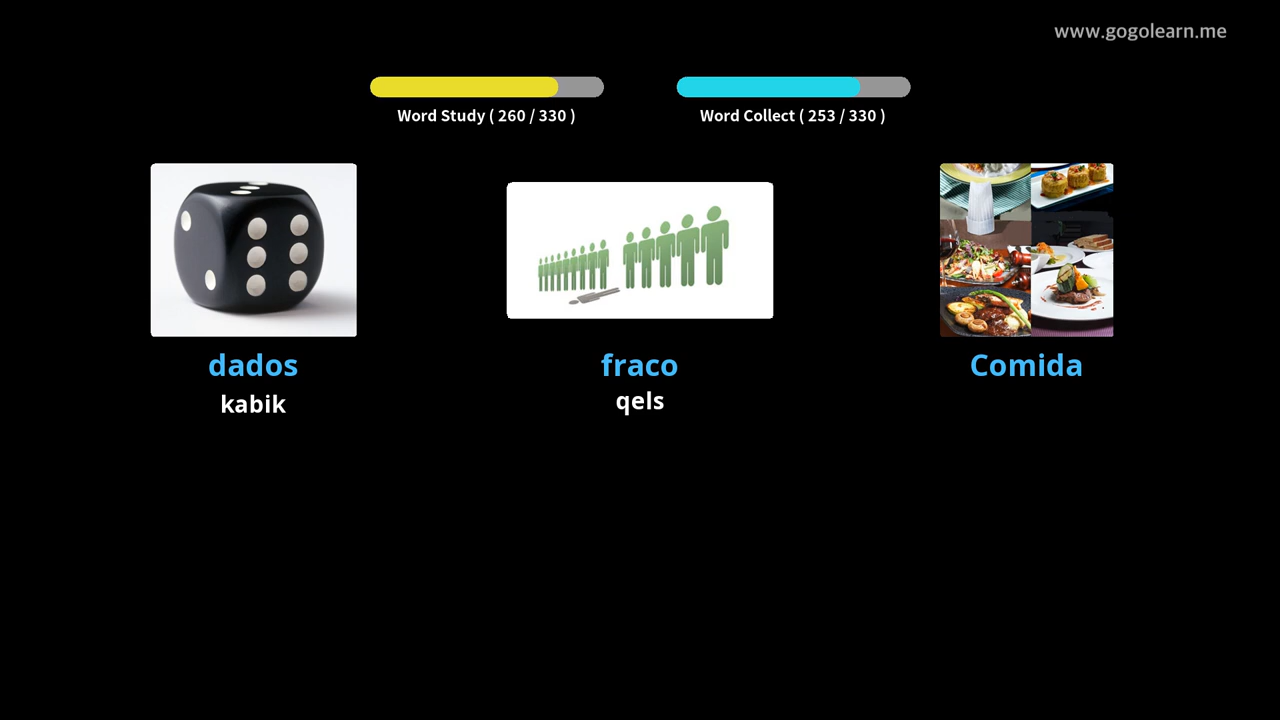 www.gogolearn.me
Word Study ( 260 / 330 )
Word Collect ( 253 / 330 )
dados
kabik
fraco
qels
Comida